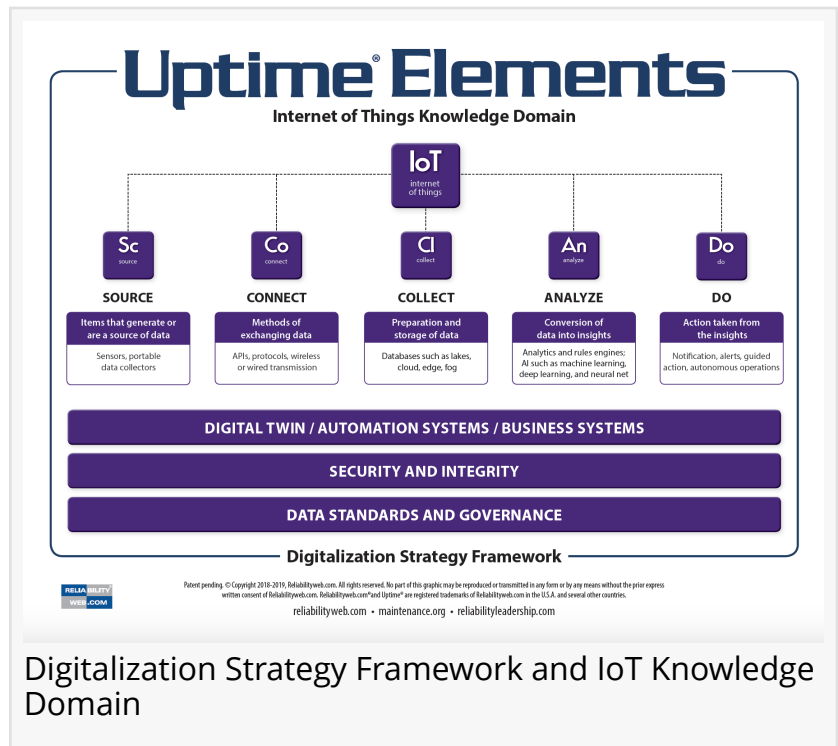 Uptime® Elements
Internet of Things Knowledge Domain
IoT
internet
of things
Sc
source
Co
connect
Cl
collect
An
analyze
Do
do
SOURCE
CONNECT
COLLECT
ANALYZE
DO
Items that generate or
are a source of data
Sensors, portable
data collectors
Methods of
exchanging data
APIs, protocols, wireless
or wired transmission
Preparation and
storage of data
Databases such as lakes,
cloud, edge, fog
Conversion of
data into insights
Analytics and rules engines;
AI such as machine learning,
deep learning, and neural net
Action taken from
the insights
Notification, alerts, guided
action, autonomous operations
DIGITAL TWIN / AUTOMATION SYSTEMS / BUSINESS SYSTEMS
SECURITY AND INTEGRITY
DATA STANDARDS AND GOVERNANCE
Digitalization Strategy Framework
RELIABILITY
WEB.COM
Patent pending. © Copyright 2018-2019, Reliabilityweb.com. All rights reserved. No part of this graphic may be reproduced or transmitted in any form or by any means without the prior express
written consent of Reliabilityweb.com. Reliabilityweb.com® and Uptime® are registered trademarks of Reliabilityweb.com in the U.S.A. and several other countries.
reliabilityweb.com • maintenance.org • reliabilityleadership.com
Digitalization Strategy Framework and IoT Knowledge
Domain